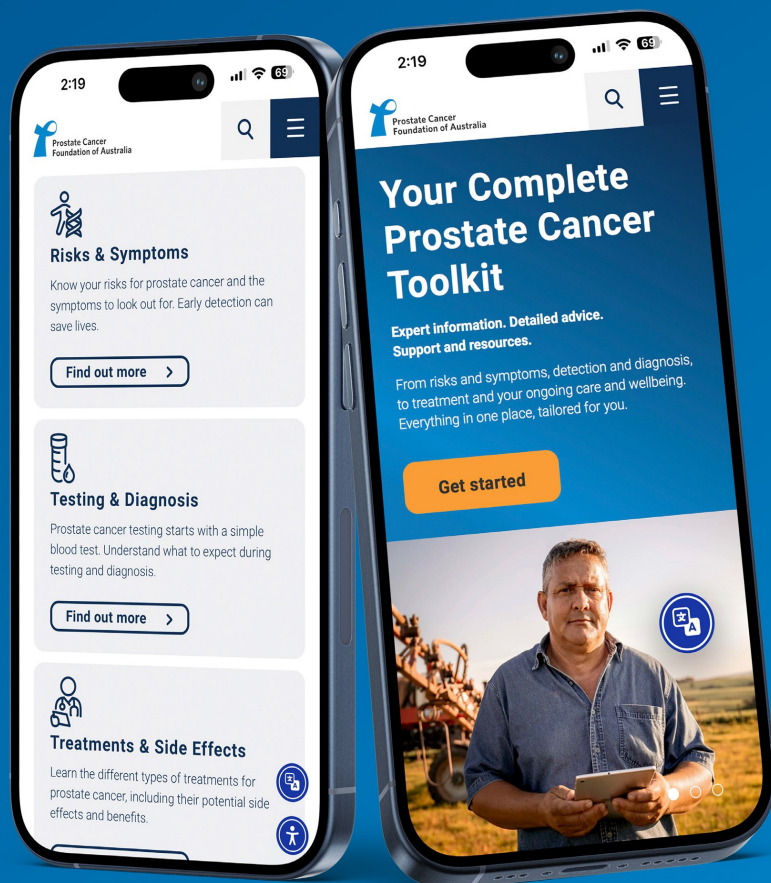 2:19
69
Prostate Cancer
Foundation of Australia
Risks & Symptoms
Know your risks for prostate cancer and the
symptoms to look out for. Early detection can
save lives.
Find out more
Testing & Diagnosis
Prostate cancer testing starts with a simple
blood test. Understand what to expect during
testing and diagnosis.
Find out more
Treatments & Side Effects
Learn the different types of treatments for
prostate cancer, including their potential side
effects and benefits.
文
A
2:19
69
Prostate Cancer
Foundation of Australia
Your Complete
Prostate Cancer
Toolkit
Expert information. Detailed advice.
Support and resources.
From risks and symptoms, detection and diagnosis,
to treatment and your ongoing care and wellbeing.
Everything in one place, tailored for you.
Get started
文
A